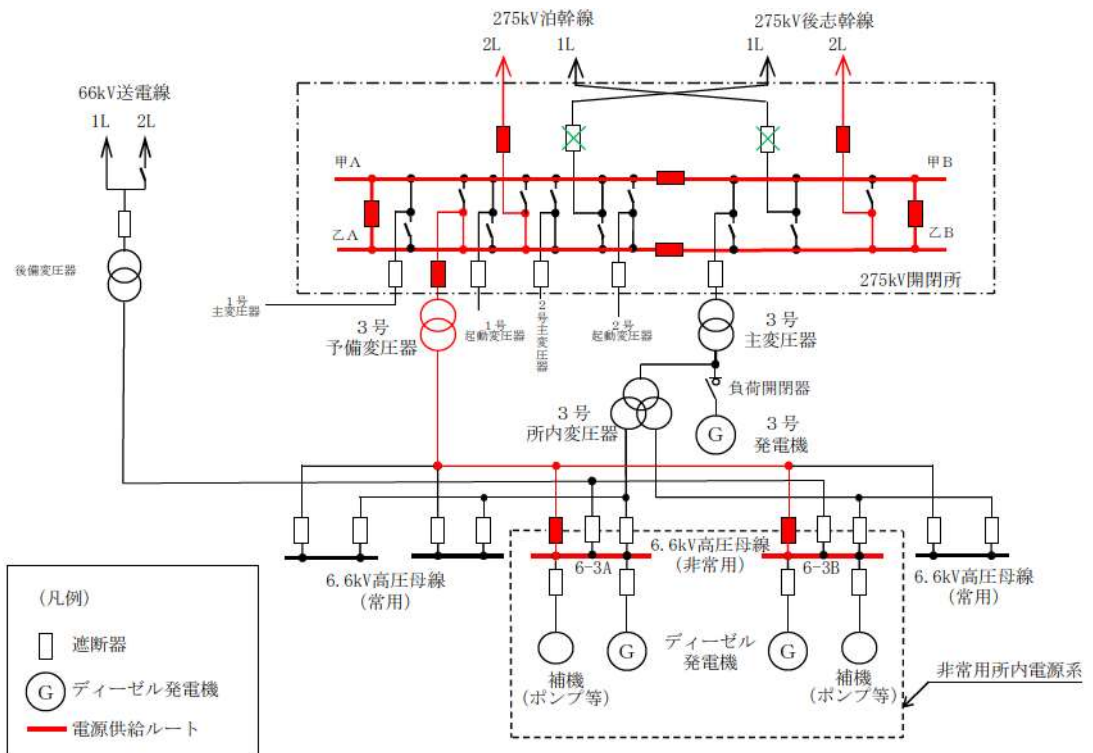 275kV泊幹線
275kV後志幹線
2L
1L
1L
2L
66kV送電線
1L
2L
甲A
甲B
乙A
乙B
275kV開閉所
後備変圧器
1号
主変圧器
3号
予備変圧器
1号
起動変圧器
2号主変圧器
2号
起動変圧器
3号
主変圧器
負荷開閉器
3号
所内変圧器
G
3号
発電機
6.6kV高圧母線
(常用)
6.6kV高圧母線
(非常用)
6-3A
6-3B
6.6kV高圧母線
(常用)
G
ディーゼル
発電機
G
補機
(ポンプ等)
補機
(ポンプ等)
非常用所内電源系
(凡例)
遮断器
G
ディーゼル発電機
電源供給ルート